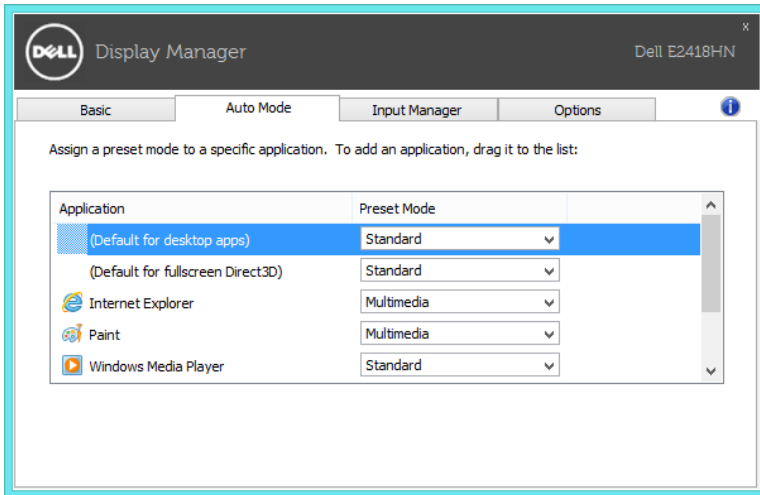 x
DELL Display Manager Dell E2418HN
Basic Auto Mode Input Manager Options
Assign a preset mode to a specific application. To add an application, drag it to the list:
Application Preset Mode
(Default for desktop apps) Standard
(Default for fullscreen Direct3D) Standard
Internet Explorer Multimedia
Paint Multimedia
Windows Media Player Standard